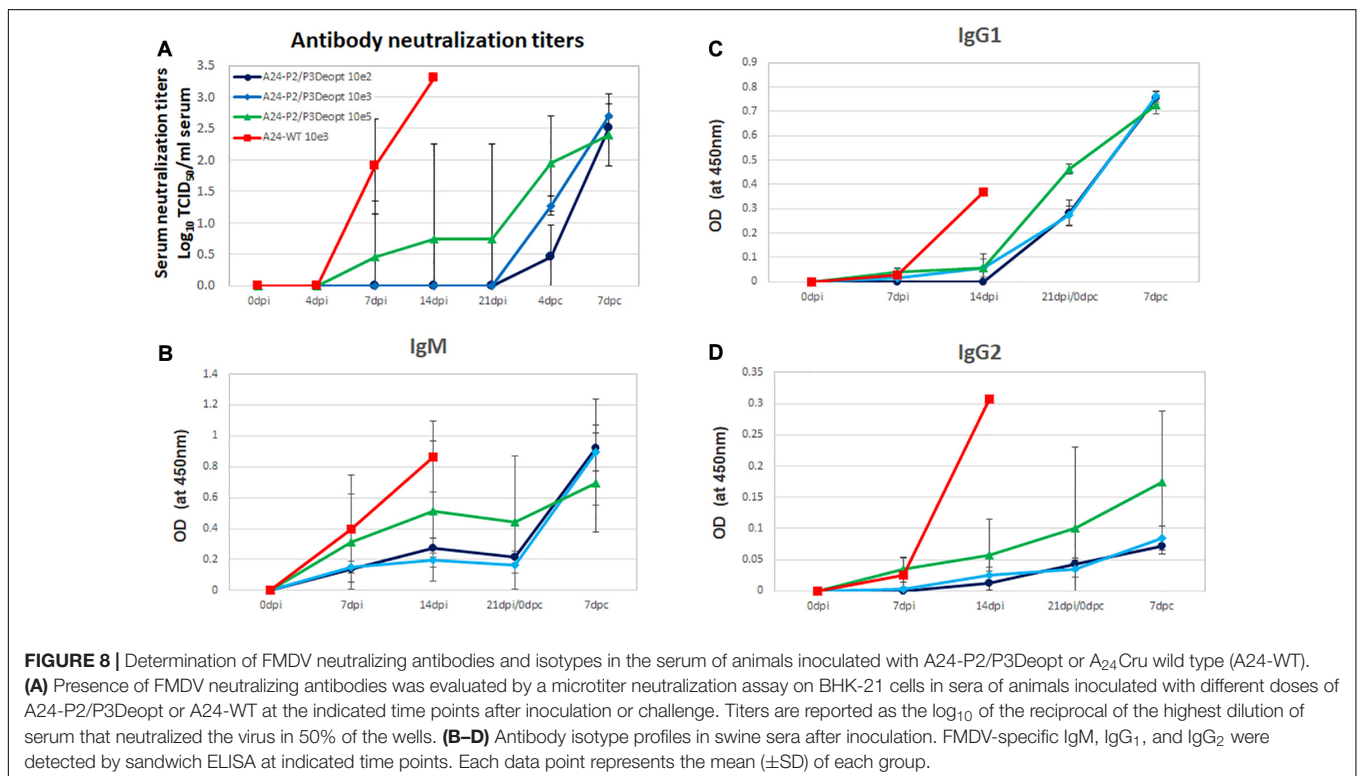 A
Antibody neutralization titers
Serum neutralization titers
Log10 TCID50/ml serum
3.5
3.0
2.5
2.0
1.5
1.0
0.5
0.0
A24-P2/P3Deopt 10e2
A24-P2/P3Deopt 10e3
A24-P2/P3Deopt 10e5
A24-WT 10e3
0dpi 4dpi 7dpi 14dpi 21dpi 4dpc 7dpc
B
IgM
OD (at 450nm)
1.4
1.2
1
0.8
0.6
0.4
0.2
0
0dpi 7dpi 14dpi 21dpi/0dpc 7dpc
C
IgG1
OD (at 450nm)
0.9
0.8
0.7
0.6
0.5
0.4
0.3
0.2
0.1
0
0dpi 7dpi 14dpi 21dpi/0dpc 7dpc
D
IgG2
OD (at 450nm)
0.35
0.3
0.25
0.2
0.15
0.1
0.05
0
0dpi 7dpi 14dpi 21dpi/0dpc 7dpc
FIGURE 8 | Determination of FMDV neutralizing antibodies and isotypes in the serum of animals inoculated with A24-P2/P3Deopt or A24Cru wild type (A24-WT).
(A) Presence of FMDV neutralizing antibodies was evaluated by a microtiter neutralization assay on BHK-21 cells in sera of animals inoculated with different doses of
A24-P2/P3Deopt or A24-WT at the indicated time points after inoculation or challenge. Titers are reported as the log10 of the reciprocal of the highest dilution of
serum that neutralized the virus in 50% of the wells. (B–D) Antibody isotype profiles in swine sera after inoculation. FMDV-specific IgM, IgG1, and IgG2 were
detected by sandwich ELISA at indicated time points. Each data point represents the mean (±SD) of each group.